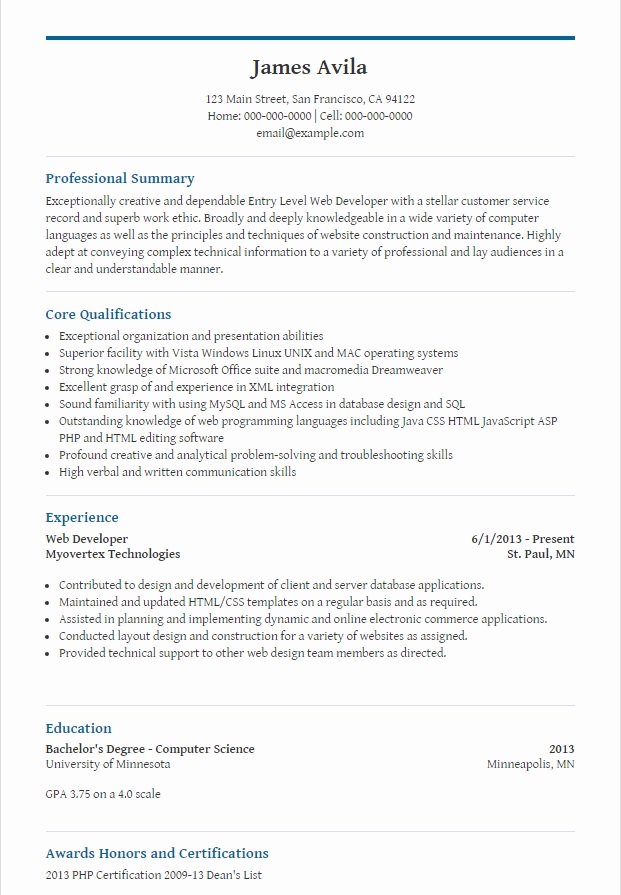 James Avila
123 Main Street, San Francisco, CA 94122
Home: 000-000-0000 | Cell: 000-000-0000
email@example.com
Professional Summary
Exceptionally creative and dependable Entry Level Web Developer with a stellar customer service
record and superb work ethic. Broadly and deeply knowledgeable in a wide variety of computer
languages as well as the principles and techniques of website construction and maintenance. Highly
adept at conveying complex technical information to a variety of professional and lay audiences in a
clear and understandable manner.
Core Qualifications
• Exceptional organization and presentation abilities
• Superior facility with Vista Windows Linux UNIX and MAC operating systems
• Strong knowledge of Microsoft Office suite and macromedia Dreamweaver
• Excellent grasp of and experience in XML integration
• Sound familiarity with using MySQL and MS Access in database design and SQL
• Outstanding knowledge of web programming languages including Java CSS HTML JavaScript ASP
PHP and HTML editing software
• Profound creative and analytical problem-solving and troubleshooting skills
• High verbal and written communication skills
Experience
Web Developer 6/1/2013 - Present
Myovertex Technologies St. Paul, MN
• Contributed to design and development of client and server database applications.
• Maintained and updated HTML/CSS templates on a regular basis and as required.
• Assisted in planning and implementing dynamic and online electronic commerce applications.
• Conducted layout design and construction for a variety of websites as assigned.
• Provided technical support to other web design team members as directed.
Education
Bachelor's Degree - Computer Science 2013
University of Minnesota Minneapolis, MN
GPA 3.75 on a 4.0 scale
Awards Honors and Certifications
2013 PHP Certification 2009-13 Dean's List